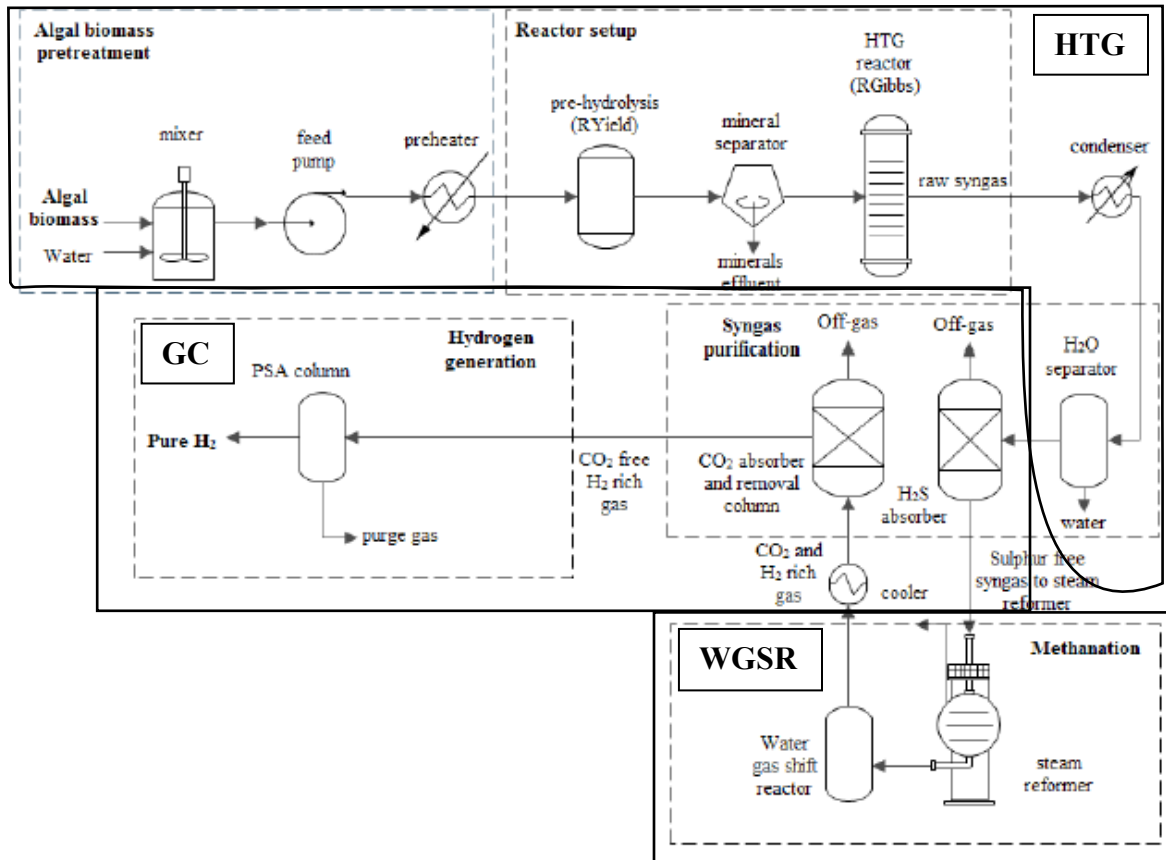 Algal biomass
pretreatment
Reactor setup
HTG
HTG
reactor
(RGibbs)
pre-hydrolysis
(RYield)
mineral
separator
mixer
feed
pump
preheater
condenser
raw syngas
Algal
biomass
Water
minerals
effluent
GC
Hydrogen
generation
Syngas
purification
Off-gas
Off-gas
H₂O
separator
PSA column
Pure H₂
CO₂ free
H₂ rich
gas
CO₂ absorber
and removal
column
H₂S
absorber
water
purge gas
CO₂ and
H₂ rich
gas
cooler
Sulphur free
syngas to steam
reformer
WGSR
Methanation
Water
gas shift
reactor
steam
reformer